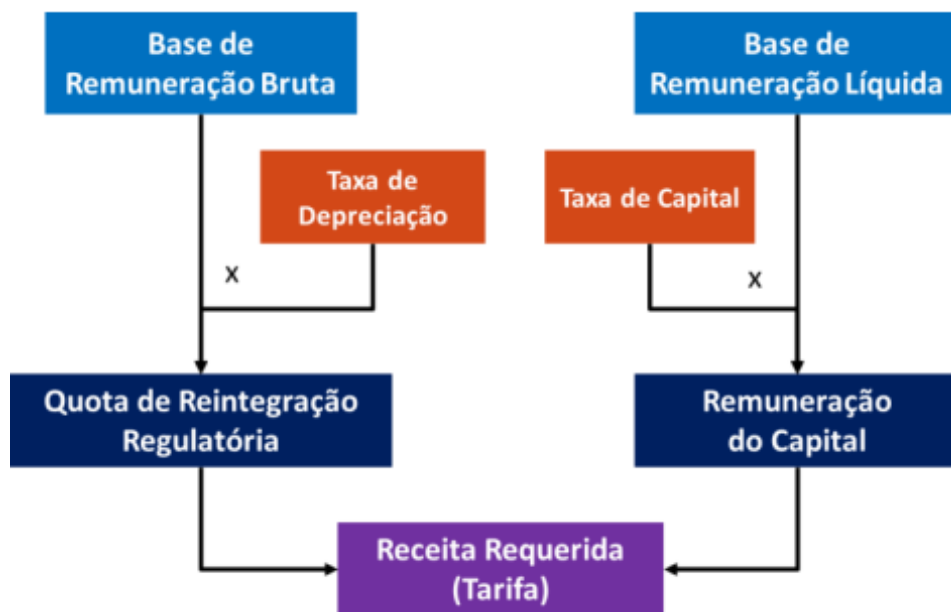 Base de
Remuneração Bruta
Base de
Remuneração Líquida
Taxa de
Depreciação
Taxa de Capital
X
X
Quota de Reintegração
Regulatória
Remuneração
do Capital
Receita Requerida
(Tarifa)